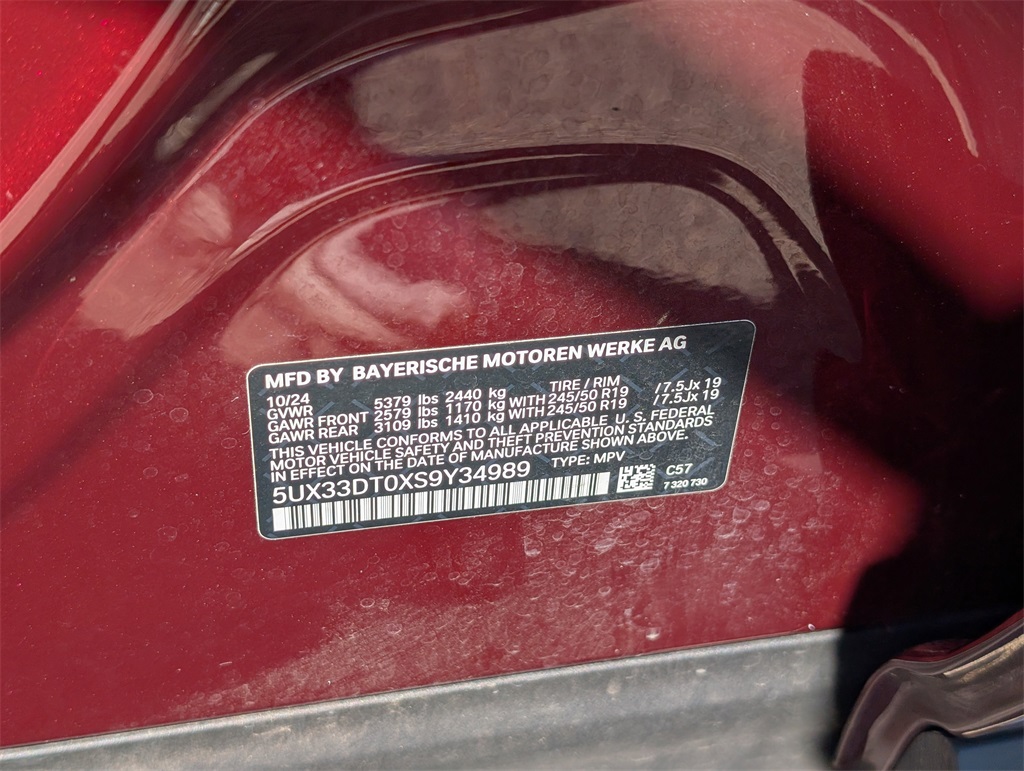 MFD BY BAYERISCHE MOTOREN WERKE AG
10/24 TIRE / RIM
GVWR 5379 lbs 2440 kg
GAWR FRONT 2579 lbs 1170 kg WITH 245/50 R19 /7.5Jx 19
GAWR REAR 3109 lbs 1410 kg WITH 245/50 R19 /7.5Jx 19
THIS VEHICLE CONFORMS TO ALL APPLICABLE U. S. FEDERAL
MOTOR VEHICLE SAFETY AND THEFT PREVENTION STANDARDS
IN EFFECT ON THE DATE OF MANUFACTURE SHOWN ABOVE.
5UX33DT0XS9Y34989 TYPE: MPV
C57
7 320 730